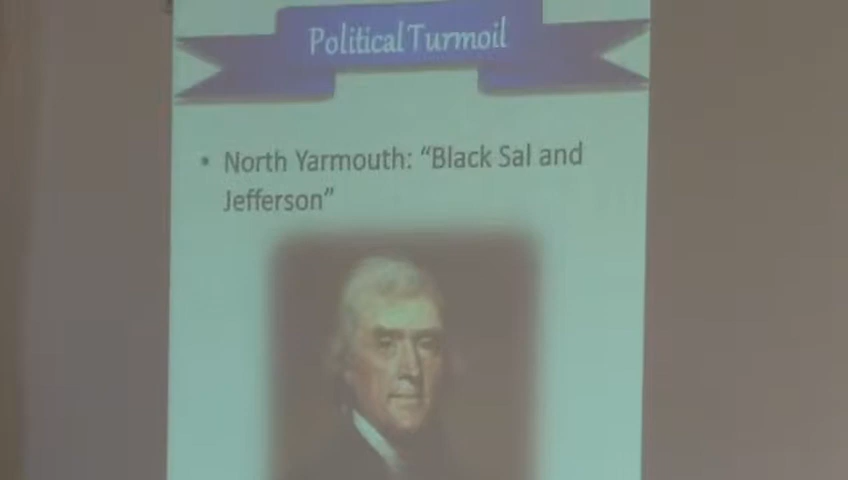 Political Turmoil
• North Yarmouth: “Black Sal and
Jefferson”